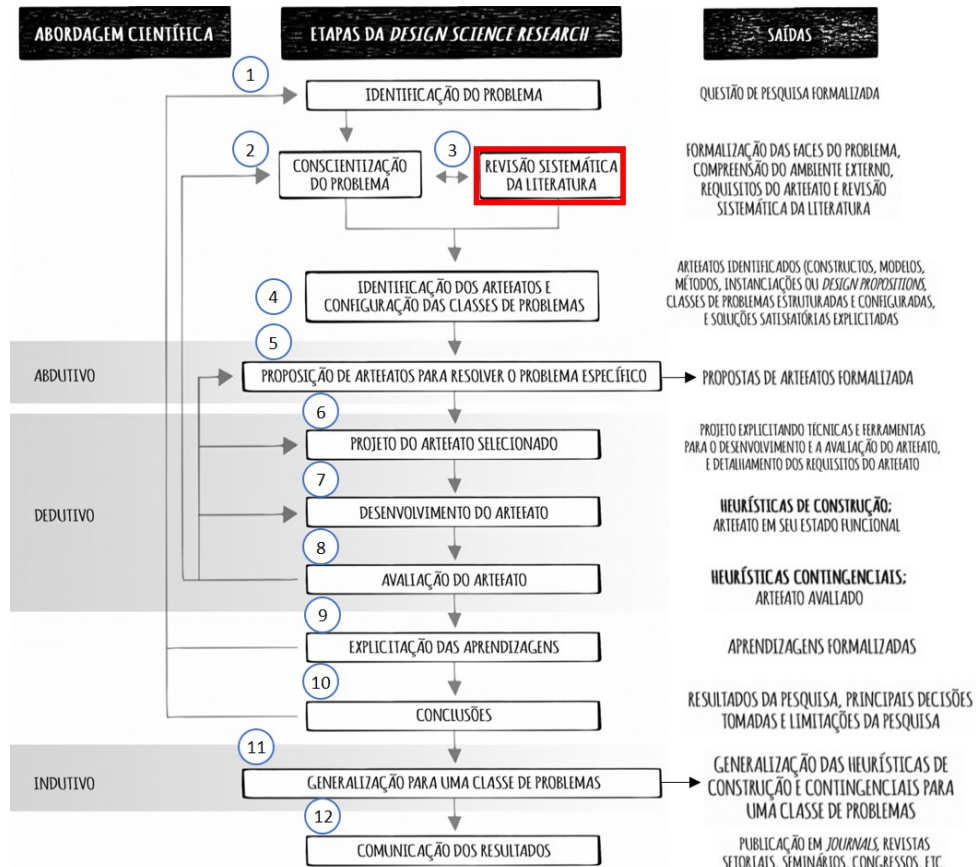 ABORDAGEM CIENTÍFICA
ETAPAS DA DESIGN SCIENCE RESEARCH
SAÍDAS
1
IDENTIFICAÇÃO DO PROBLEMA
QUESTÃO DE PESQUISA FORMALIZADA
2
CONSCIENTIZAÇÃO
DO PROBLEMA
3
REVISÃO SISTEMÁTICA
DA LITERATURA
FORMALIZAÇÃO DAS FACES DO PROBLEMA,
COMPREENSÃO DO AMBIENTE EXTERNO,
REQUISITOS DO ARTEFATO E REVISÃO
SISTEMÁTICA DA LITERATURA
4
IDENTIFICAÇÃO DOS ARTEFATOS E
CONFIGURAÇÃO DAS CLASSES DE PROBLEMAS
ARTEFATOS IDENTIFICADOS (CONSTRUCTOS, MODELOS,
MÉTODOS, INSTANCIAÇÕES OU DESIGN PROPOSITIONS,
CLASSES DE PROBLEMAS ESTRUTURADAS E CONFIGURADAS,
E SOLUÇÕES SATISFATÓRIAS EXPLICITADAS
5
ABDUTIVO
PROPOSIÇÃO DE ARTEFATOS PARA RESOLVER O PROBLEMA ESPECÍFICO
PROPOSTAS DE ARTEFATOS FORMALIZADA
6
PROJETO DO ARTEFATO SELECIONADO
PROJETO EXPLICITANDO TÉCNICAS E FERRAMENTAS
PARA O DESENVOLVIMENTO E A AVALIAÇÃO DO ARTEFATO,
E DETALHAMENTO DOS REQUISITOS DO ARTEFATO
7
DEDUTIVO
DESENVOLVIMENTO DO ARTEFATO
HEURÍSTICAS DE CONSTRUÇÃO;
ARTEFATO EM SEU ESTADO FUNCIONAL
8
AVALIAÇÃO DO ARTEFATO
HEURÍSTICAS CONTINGENCIAIS;
ARTEFATO AVALIADO
9
EXPLICITAÇÃO DAS APRENDIZAGENS
APRENDIZAGENS FORMALIZADAS
10
CONCLUSÕES
RESULTADOS DA PESQUISA, PRINCIPAIS DECISÕES
TOMADAS E LIMITAÇÕES DA PESQUISA
11
INDUTIVO
GENERALIZAÇÃO PARA UMA CLASSE DE PROBLEMAS
GENERALIZAÇÃO DAS HEURÍSTICAS DE
CONSTRUÇÃO E CONTINGENCIAIS PARA
UMA CLASSE DE PROBLEMAS
12
COMUNICAÇÃO DOS RESULTADOS
PUBLICAÇÃO EM JOURNALS, REVISTAS
SETORIAIS, SEMINÁRIOS, CONGRESSOS, ETC.